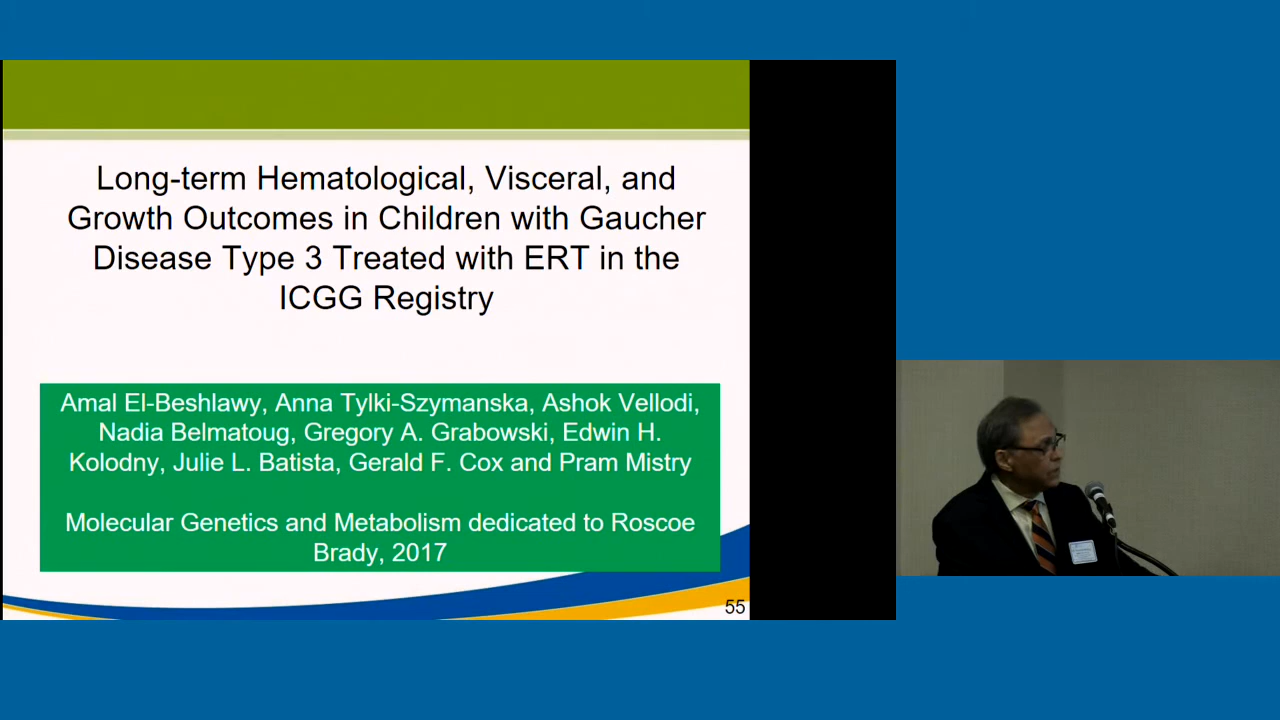 Long-term Hematological, Visceral, and
Growth Outcomes in Children with Gaucher
Disease Type 3 Treated with ERT in the
ICGG Registry
Amal El-Beshlawy, Anna Tylki-Szymanska, Ashok Vellodi,
Nadia Belmatoug, Gregory A. Grabowski, Edwin H.
Kolodny, Julie L. Batista, Gerald F. Cox and Pram Mistry
Molecular Genetics and Metabolism dedicated to Roscoe
Brady, 2017
55